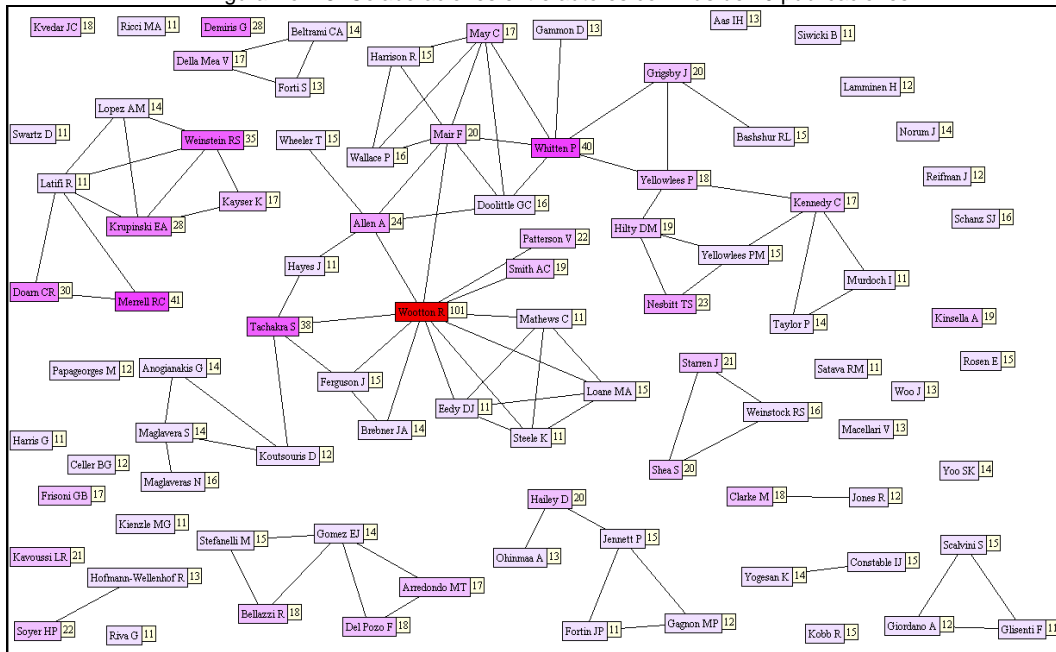 Kvedar JC 18
Ricci MA 11
Demiris G 28
Beltrami CA 14
Della Mea V 17
Forti S 13
Harrison R 15
May C 17
Gammon D 13
Aas IH 13
Siwicki B 11
Grigsby J 20
Lamminen H 12
Lopez AM 14
Swartz D 11
Weinstein RS 35
Wheeler T 15
Mair F 20
Wallace P 16
Whitten P 40
Bashshur RL 15
Norum J 14
Latifi R 11
Kayser K 17
Krupinski EA 28
Doolittle GC 16
Yellowlees P 18
Reifman J 12
Kennedy C 17
Schanz SJ 16
Allen A 24
Patterson V 22
Hilty DM 19
Yellowlees PM 15
Hayes J 11
Smith AC 19
Murdoch I 11
Doarn CR 30
Merrell RC 41
Nesbitt TS 23
Wootton R 101
Mathews C 11
Taylor P 14
Kinsella A 19
Tachakra S 38
Papageorges M 12
Anogianakis G 14
Ferguson J 15
Loane MA 15
Starren J 21
Satava RM 11
Rosen E 15
Woo J 13
Eedy DJ 11
Weinstock RS 16
Macellari V 13
Harris G 11
Maglavera S 14
Brebner JA 14
Steele K 11
Celler BG 12
Koutsouris D 12
Shea S 20
Yoo SK 14
Maglaveras N 16
Frisoni GB 17
Hailey D 20
Clarke M 18
Jones R 12
Kienzle MG 11
Stefanelli M 15
Gomez EJ 14
Jennett P 15
Scalvini S 15
Kavoussi LR 21
Ohinmaa A 13
Constable IJ 15
Hofmann-Wellenhof R 13
Yogesan K 14
Arredondo MT 17
Bellazzi R 18
Del Pozo F 18
Soyer HP 22
Riva G 11
Fortin JP 11
Gagnon MP 12
Kobb R 15
Giordano A 12
Glisenti F 11